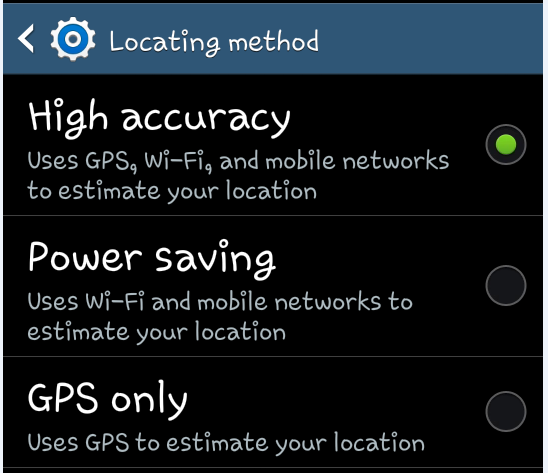 Locating method
High accuracy
Uses GPS, Wi-Fi, and mobile networks
to estimate your location
Power saving
Uses Wi-Fi and mobile networks to
estimate your location
GPS only
Uses GPS to estimate your location